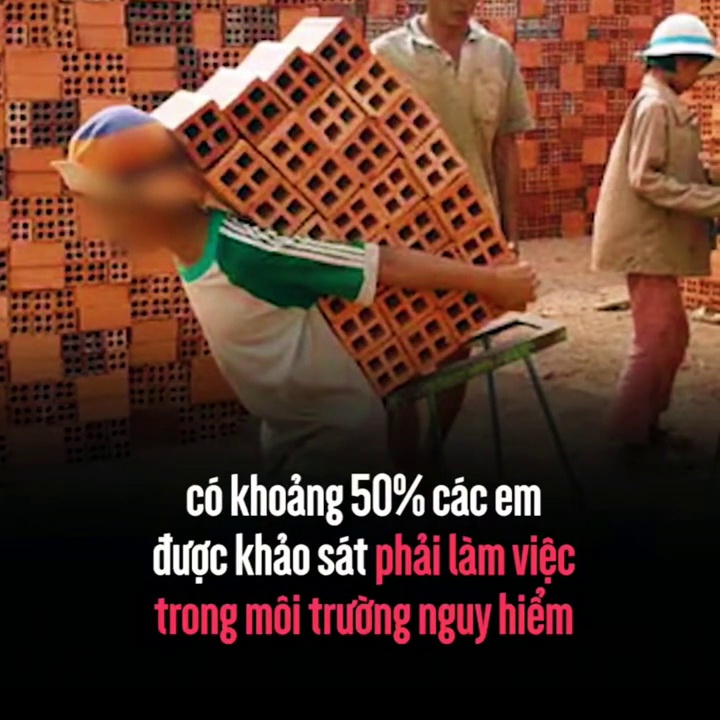 có khoảng 50% các em
được khảo sát phải làm việc
trong môi trường nguy hiểm